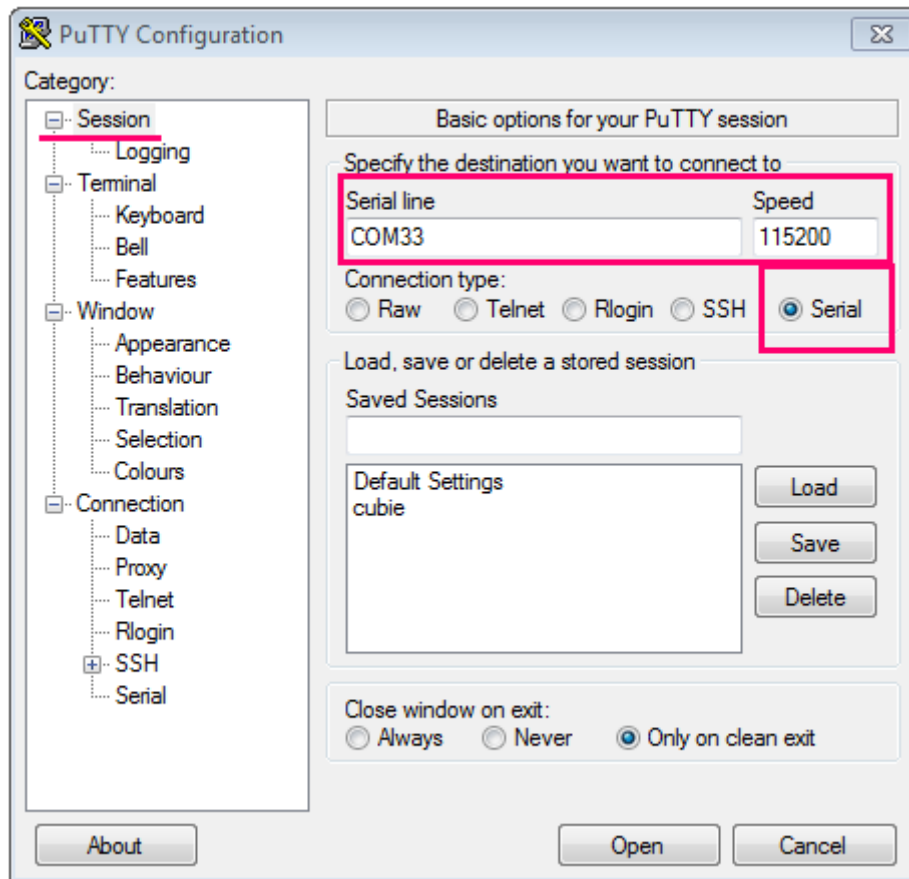 PuTTY Configuration
Category:
Session
Logging
Terminal
Keyboard
Bell
Features
Window
Appearance
Behaviour
Translation
Selection
Colours
Connection
Data
Proxy
Telnet
Rlogin
SSH
Serial
Basic options for your PuTTY session
Specify the destination you want to connect to
Serial line Speed
COM33 115200
Connection type:
Raw Telnet Rlogin SSH Serial
Load, save or delete a stored session
Saved Sessions
Default Settings
cubie
Load
Save
Delete
Close window on exit:
Always Never Only on clean exit
About Open Cancel